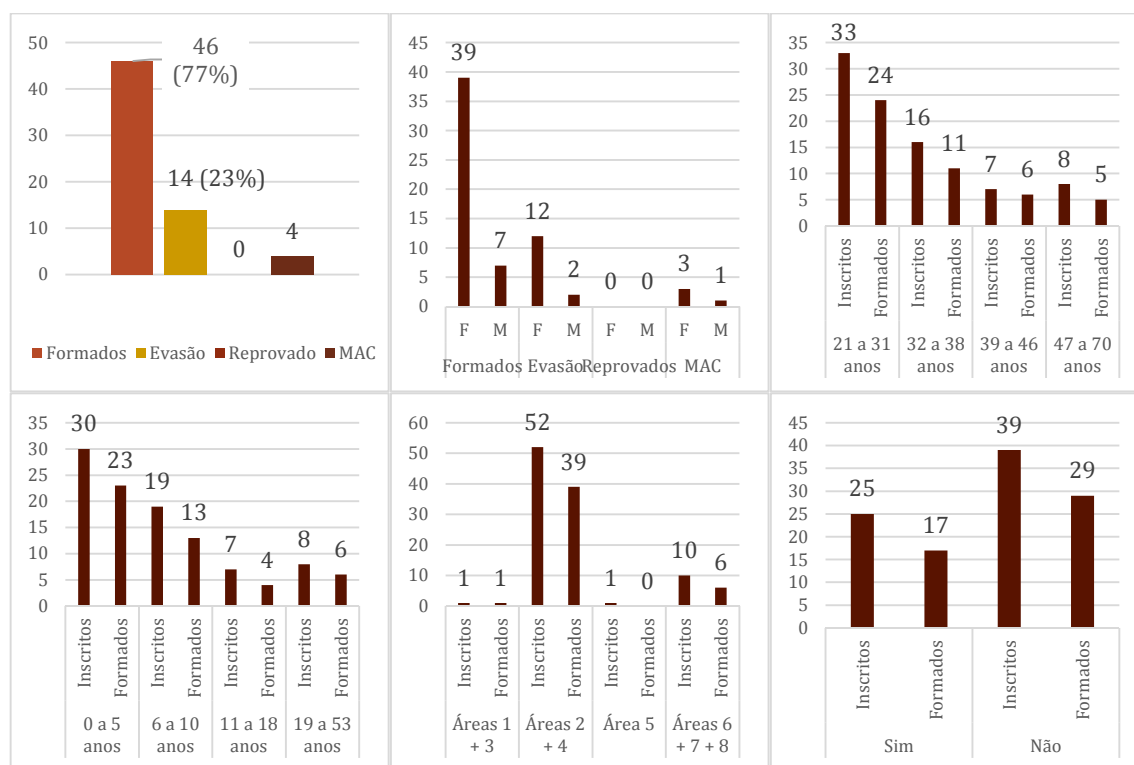 50
40
30
20
10
0
46
(77%)
14 (23%)
0
4
Formados Evasão Reprovado MAC
45
40
35
30
25
20
15
10
5
0
39
7
12
2
0
0
3
1
F M F M F M F M
Formados Evasão Reprovados MAC
35
30
25
20
15
10
5
0
33
24
16
11
7
6
8
5
Inscritos
Formados
Inscritos
Formados
Inscritos
Formados
Inscritos
Formados
21 a 31 anos
32 a 38 anos
39 a 46 anos
47 a 70 anos
35
30
25
20
15
10
5
0
30
23
19
13
7
4
8
6
Inscritos
Formados
Inscritos
Formados
Inscritos
Formados
Inscritos
Formados
0 a 5 anos
6 a 10 anos
11 a 18 anos
19 a 53 anos
60
50
40
30
20
10
0
1
1
52
39
1
0
10
6
Inscritos
Formados
Inscritos
Formados
Inscritos
Formados
Inscritos
Formados
Áreas 1 + 3
Áreas 2 + 4
Área 5
Áreas 6 + 7 + 8
45
40
35
30
25
20
15
10
5
0
25
17
39
29
Inscritos
Formados
Inscritos
Formados
Sim
Não